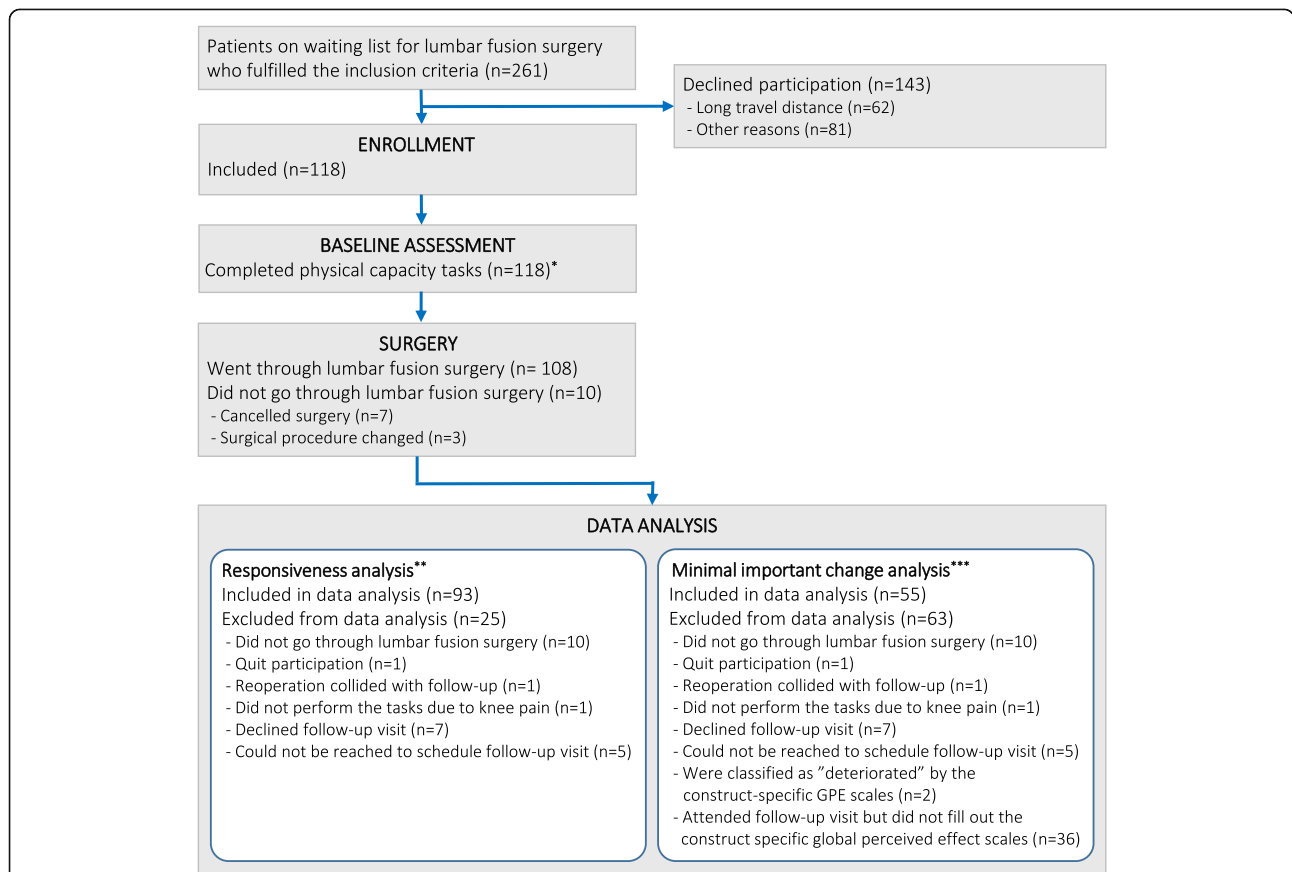 Patients on waiting list for lumbar fusion surgery
who fulfilled the inclusion criteria (n=261)
Declined participation (n=143)
- Long travel distance (n=62)
- Other reasons (n=81)
ENROLLMENT
Included (n=118)
BASELINE ASSESSMENT
Completed physical capacity tasks (n=118)*
SURGERY
Went through lumbar fusion surgery (n= 108)
Did not go through lumbar fusion surgery (n=10)
- Cancelled surgery (n=7)
- Surgical procedure changed (n=3)
DATA ANALYSIS
Responsiveness analysis**
Included in data analysis (n=93)
Excluded from data analysis (n=25)
- Did not go through lumbar fusion surgery (n=10)
- Quit participation (n=1)
- Reoperation collided with follow-up (n=1)
- Did not perform the tasks due to knee pain (n=1)
- Declined follow-up visit (n=7)
- Could not be reached to schedule follow-up visit (n=5)
Minimal important change analysis***
Included in data analysis (n=55)
Excluded from data analysis (n=63)
- Did not go through lumbar fusion surgery (n=10)
- Quit participation (n=1)
- Reoperation collided with follow-up (n=1)
- Did not perform the tasks due to knee pain (n=1)
- Declined follow-up visit (n=7)
- Could not be reached to schedule follow-up visit (n=5)
- Were classified as ”deteriorated” by the
construct-specific GPE scales (n=2)
- Attended follow-up visit but did not fill out the
construct specific global perceived effect scales (n=36)